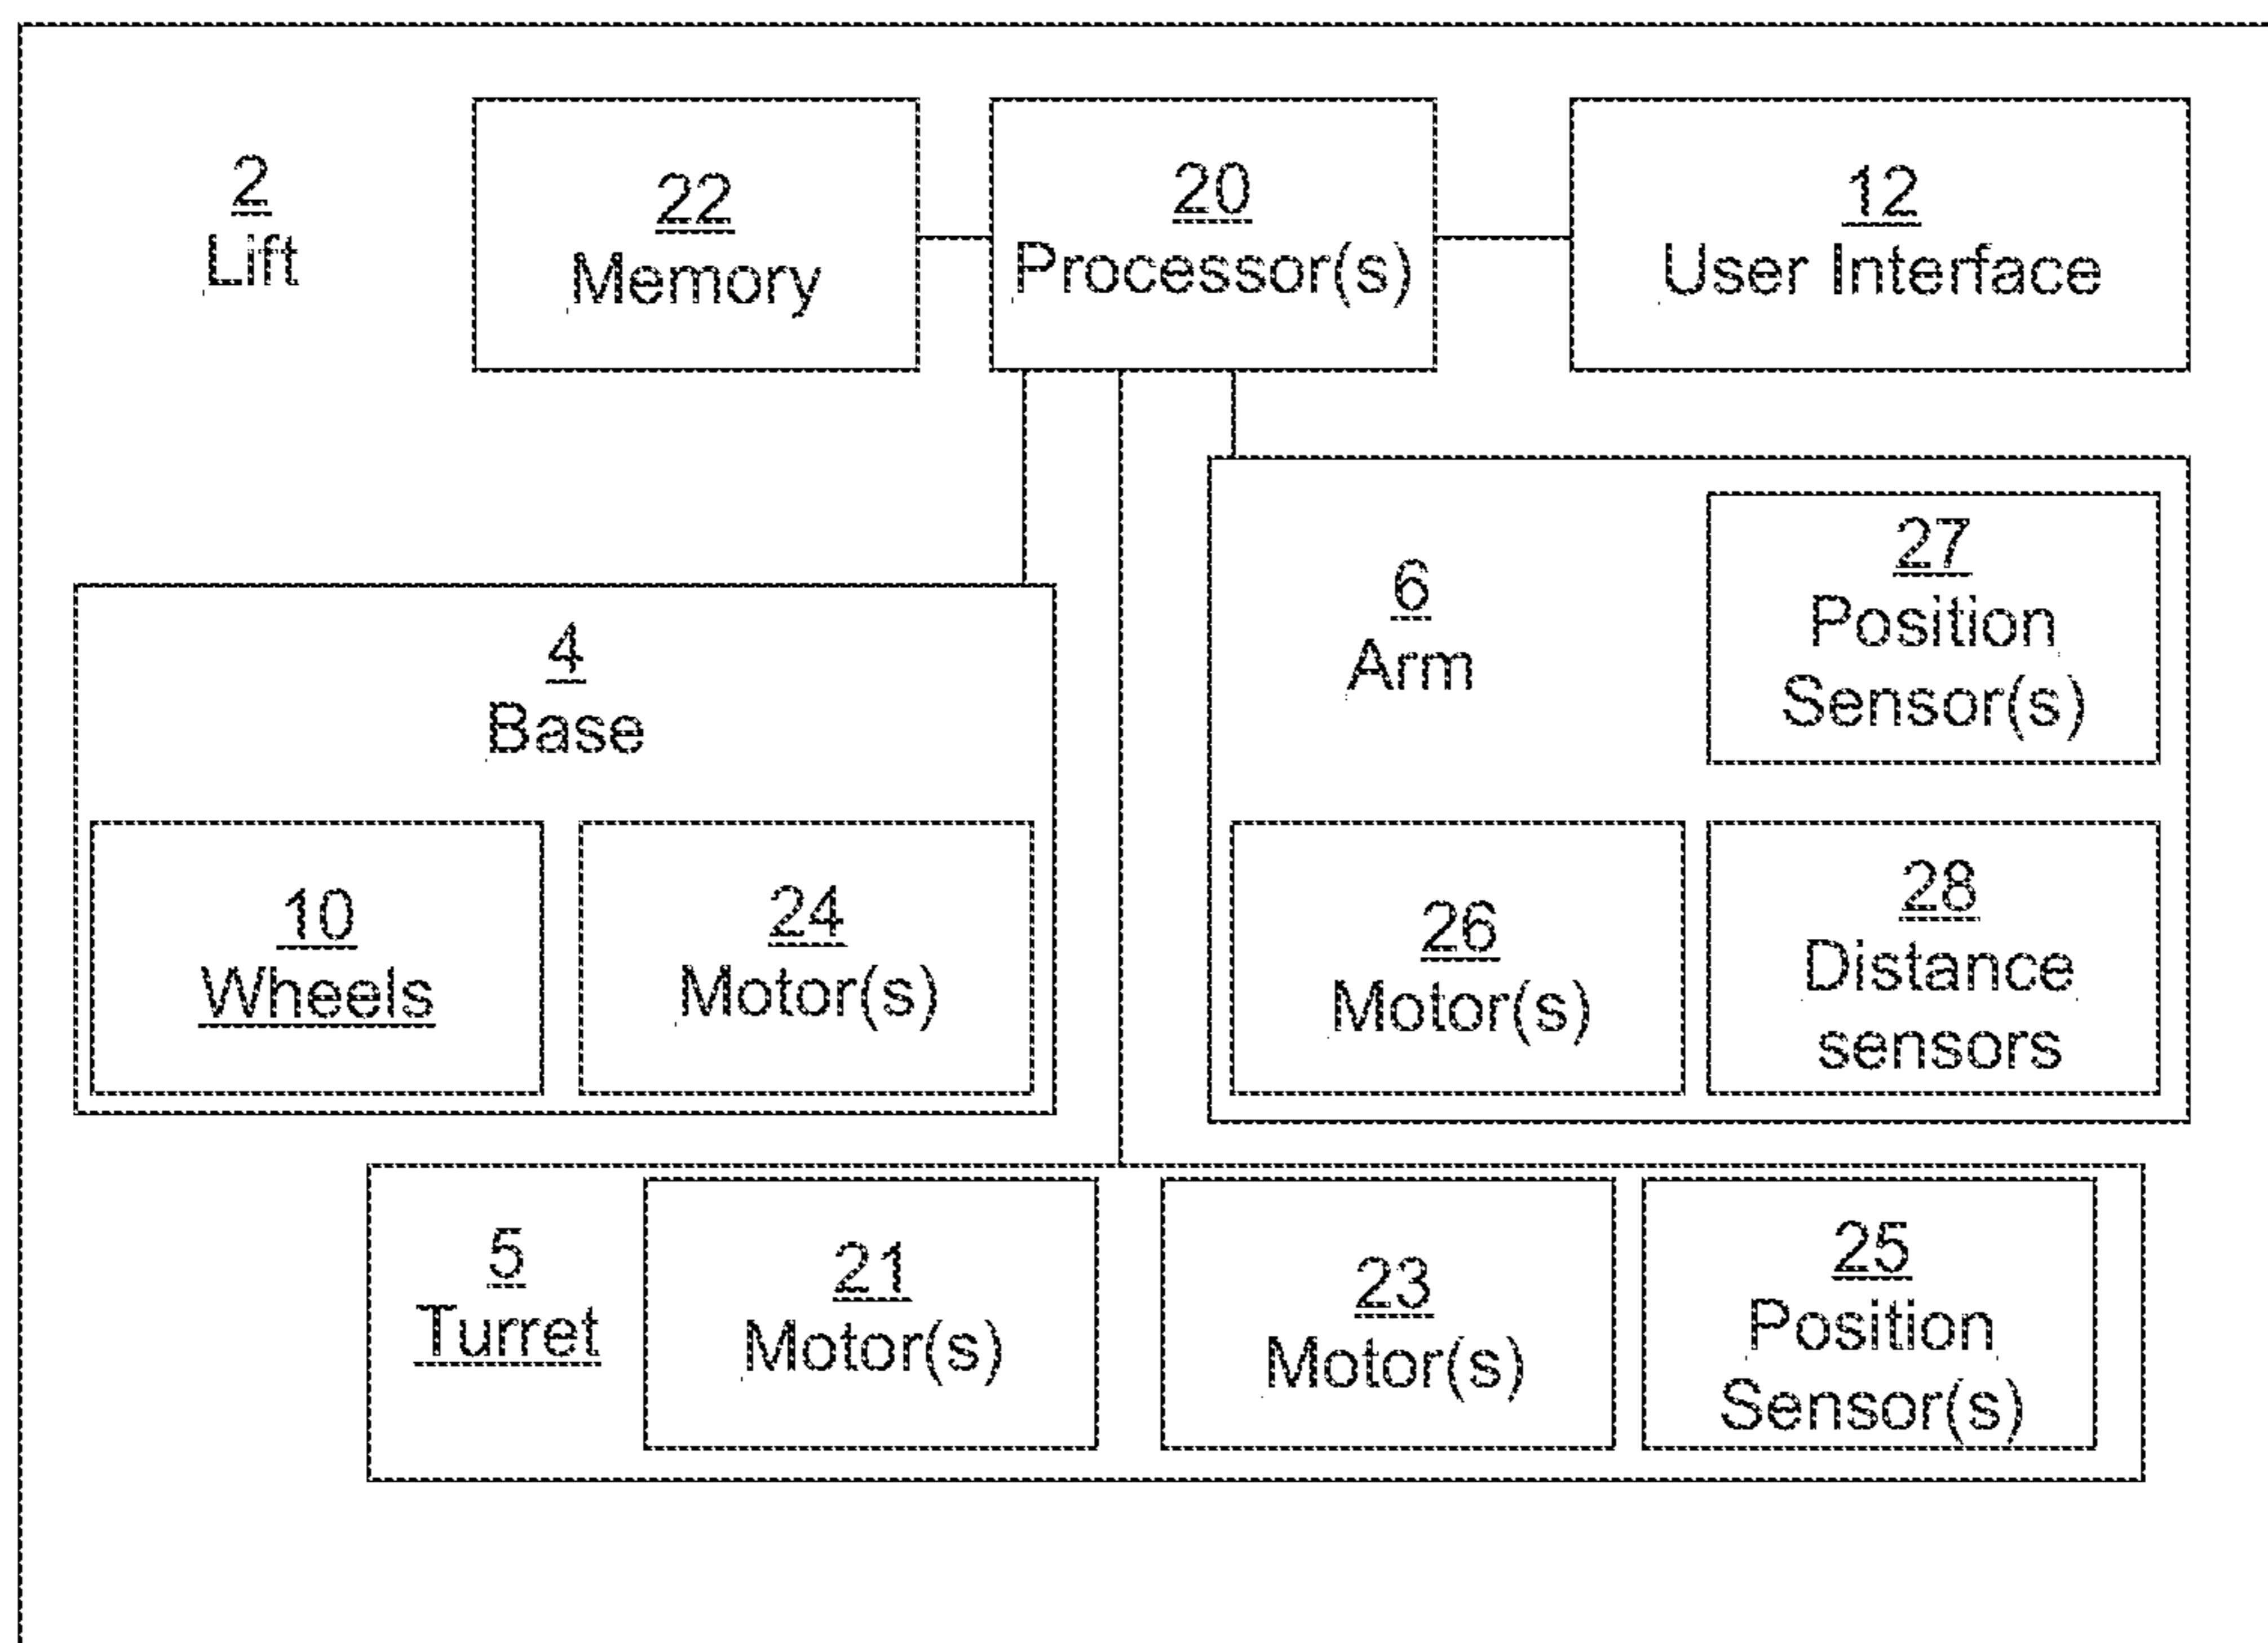 2
Lift
22
Memory
20
Processor(s)
12
User Interface
4
Base
10
Wheels
24
Motor(s)
6
Arm
27
Position
Sensor(s)
26
Motor(s)
28
Distance
sensors
5
Turret
21
Motor(s)
23
Motor(s)
25
Position
Sensor(s)